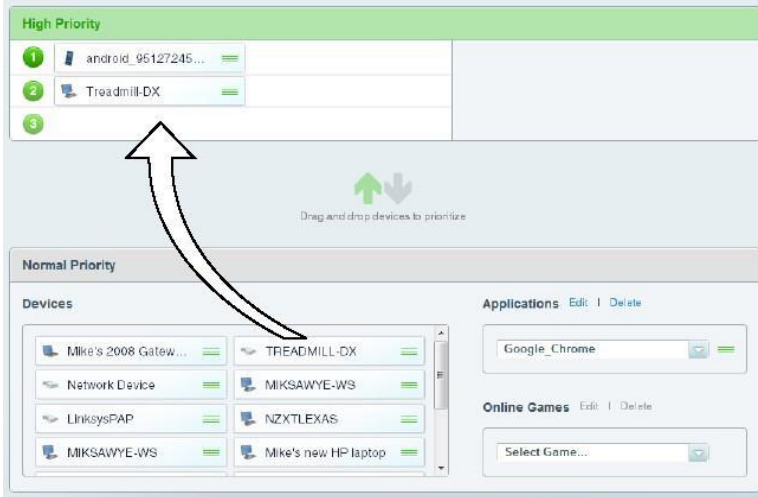 High Priority
1 android_95127245...
2 Treadmill-DX
3
Drag and drop devices to prioritize
Normal Priority
Devices
Applications Edit | Delete
Mike's 2008 Gatew... TREADMILL-DX
Google_Chrome
Network Device MIKSAWYE-WS
LinksysPAP NZXTLEXAS
Online Games Edit | Delete
MIKSAWYE-WS Mike's new HP laptop
Select Game...